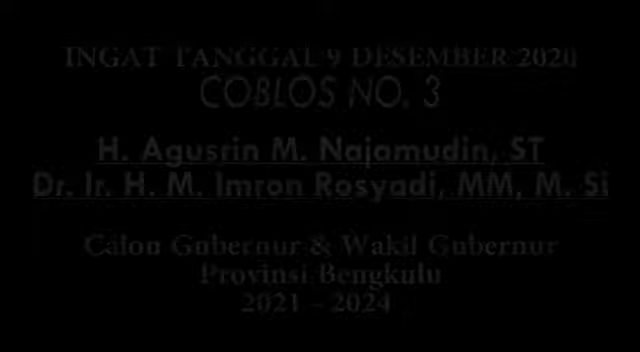 INGAT TANGGAL 9 DESEMBER 2020
COBLOS NO. 3
H. Agusrin M. Najamudin, ST
Dr. Ir. H. M. Imron Rosyadi, MM, M. Si
Calon Gubernur & Wakil Gubernur
Provinsi Bengkulu
2021 - 2024